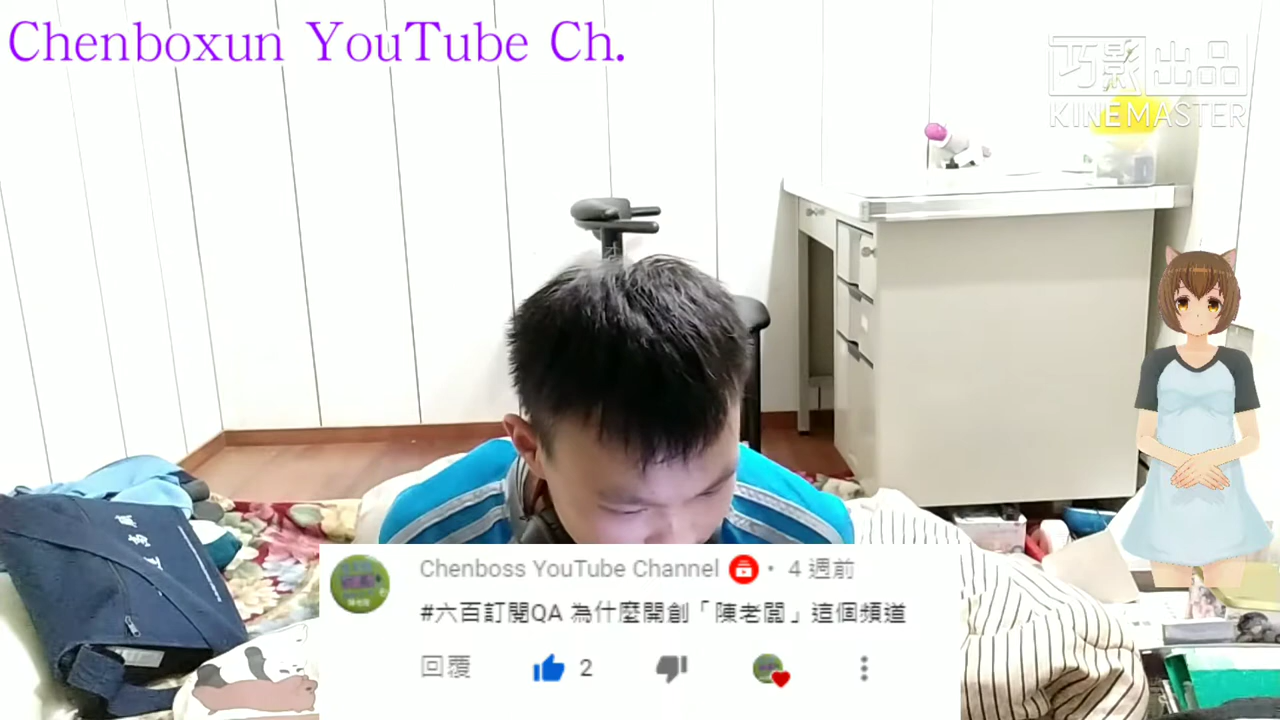 Chenboxun YouTube Ch.
巧影出品
KINEMASTER
Chenboss YouTube Channel • 4 週前
#六百訂閱QA 為什麼開創「陳老闆」這個頻道
回覆 2